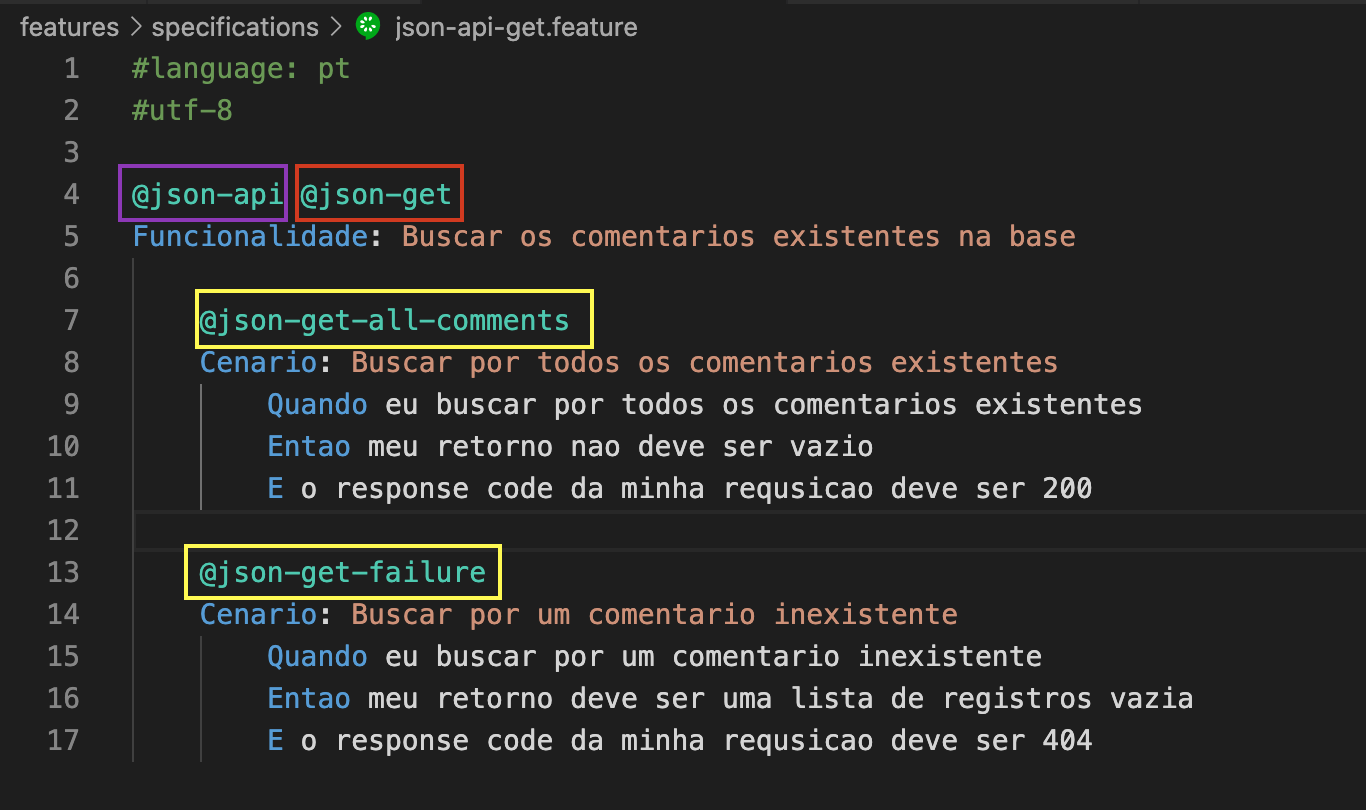 features > specifications > json-api-get.feature
1 #language: pt
2 #utf-8
3
4 @json-api @json-get
5 Funcionalidade: Buscar os comentarios existentes na base
6
7 @json-get-all-comments
8 Cenario: Buscar por todos os comentarios existentes
9 Quando eu buscar por todos os comentarios existentes
10 Entao meu retorno nao deve ser vazio
11 E o response code da minha requsicao deve ser 200
12
13 @json-get-failure
14 Cenario: Buscar por um comentario inexistente
15 Quando eu buscar por um comentario inexistente
16 Entao meu retorno deve ser uma lista de registros vazia
17 E o response code da minha requsicao deve ser 404